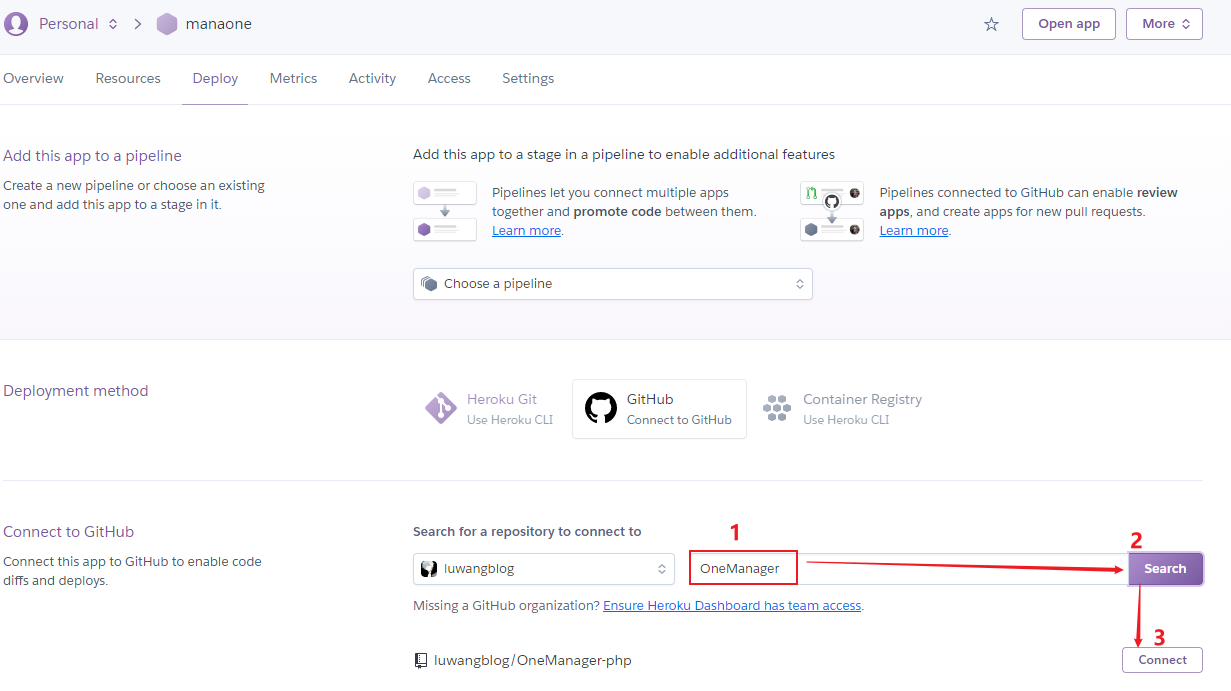 Personal
manaone
Open app
More
Overview
Resources
Deploy
Metrics
Activity
Access
Settings
Add this app to a pipeline
Create a new pipeline or choose an existing
one and add this app to a stage in it.
Add this app to a stage in a pipeline to enable additional features
Pipelines let you connect multiple apps
together and promote code between them.
Learn more.
Pipelines connected to GitHub can enable review
apps, and create apps for new pull requests.
Learn more.
Choose a pipeline
Deployment method
Heroku Git
Use Heroku CLI
GitHub
Connect to GitHub
Container Registry
Use Heroku CLI
Connect to GitHub
Connect this app to GitHub to enable code
diffs and deploys.
Search for a repository to connect to
1
2
luwangblog
OneManager
Search
Missing a GitHub organization? Ensure Heroku Dashboard has team access.
3
luwangblog/OneManager-php
Connect